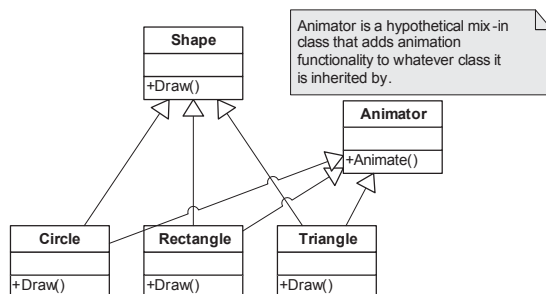 Shape
+Draw()
Animator is a hypothetical mix-in
class that adds animation
functionality to whatever class it
is inherited by.
Animator
+Animate()
Circle
+Draw()
Rectangle
+Draw()
Triangle
+Draw()